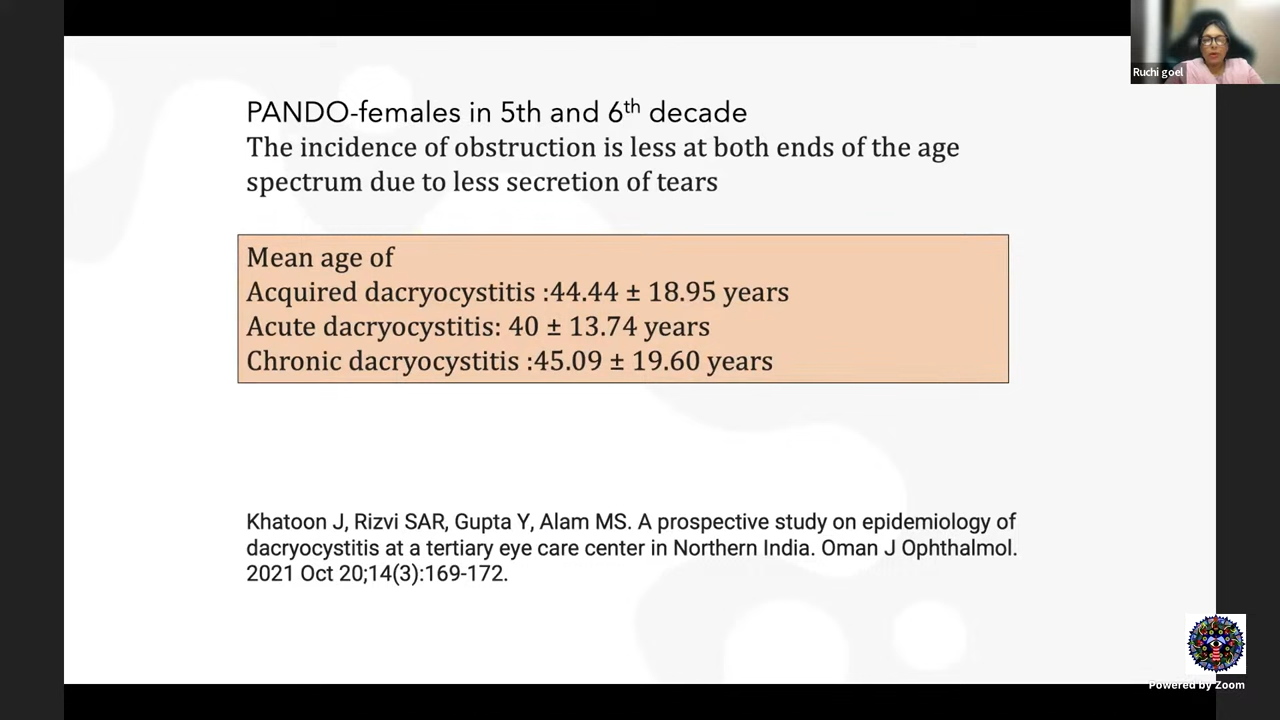 Ruchi goel
PANDO-females in 5th and 6th decade
The incidence of obstruction is less at both ends of the age
spectrum due to less secretion of tears
Mean age of
Acquired dacryocystitis :44.44 ± 18.95 years
Acute dacryocystitis: 40 ± 13.74 years
Chronic dacryocystitis :45.09 ± 19.60 years
Khatoon J, Rizvi SAR, Gupta Y, Alam MS. A prospective study on epidemiology of
dacryocystitis at a tertiary eye care center in Northern India. Oman J Ophthalmol.
2021 Oct 20;14(3):169-172.
Powered by Zoom